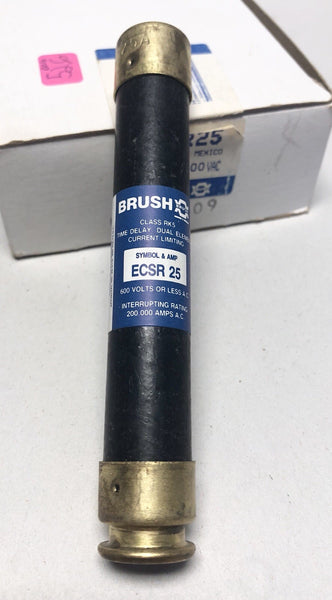 25A
R25
MEXICO
00 VAC
09
BRUSH
CLASS RK5
TIME DELAY DUAL ELEM
CURRENT LIMITING
SYMBOL & AMP
ECSR 25
600 VOLTS OR LESS A.C.
INTERRUPTING RATING
200,000 AMPS A.C.